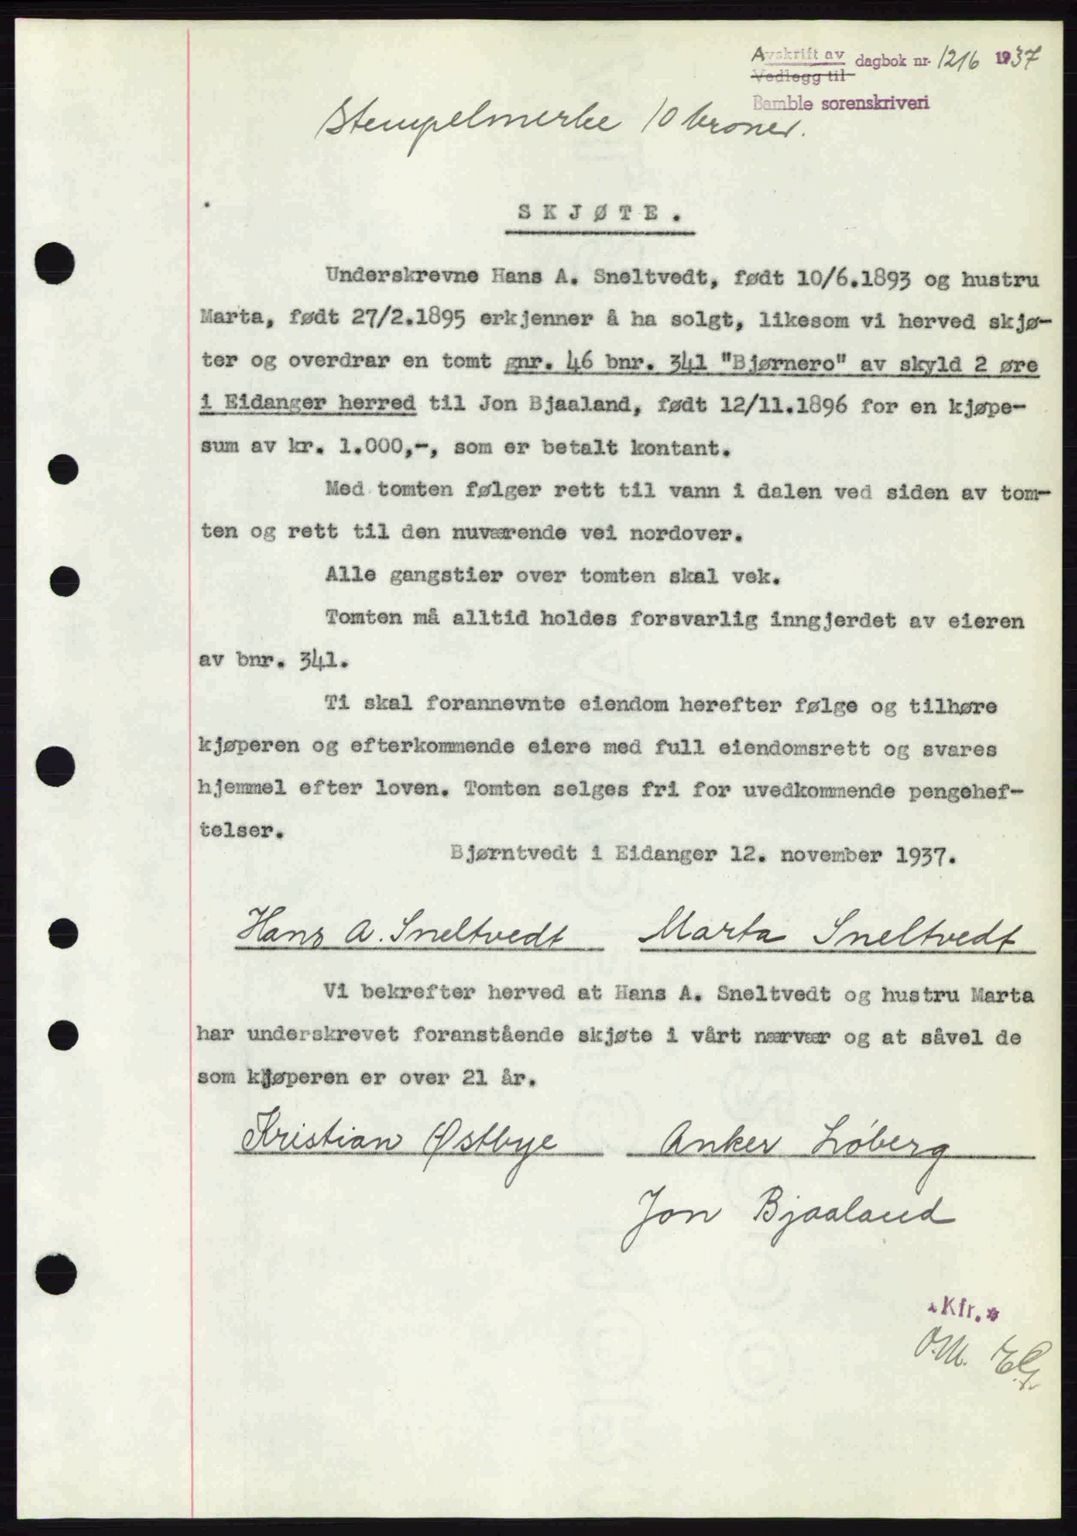 Avskrift av dagbok nr. 1216 1937
Vedlegg til
Bamble sorenskriveri
Stempelmerke 10 kroner.
SKJØTE.
Underskrevne Hans A. Sneltvedt, født 10/6.1893 og hustru
Marta, født 27/2.1895 erkjenner å ha solgt, likesom vi herved skjø-
ter og overdrar en tomt gnr. 46 bnr. 341 "Bjørnero" av skyld 2 øre
i Eidanger herred til Jon Bjaaland, født 12/11.1896 for en kjøpe-
sum av kr. 1.000,-, som er betalt kontant.
Med tomten følger rett til vann i dalen ved siden av tom-
ten og rett til den nuværende vei nordover.
Alle gangstier over tomten skal vek.
Tomten må alltid holdes forsvarlig inngjerdet av eieren
av bnr. 341.
Ti skal forannevnte eiendom herefter følge og tilhøre
kjøperen og efterkommende eiere med full eiendomsrett og svares
hjemmel efter loven. Tomten selges fri for uvedkommende pengehef-
telser.
Bjørntvedt i Eidanger 12. november 1937.
Hans A. Sneltvedt Marta Sneltvedt
Vi bekrefter herved at Hans A. Sneltvedt og hustru Marta
har underskrevet foranstående skjøte i vårt nærvær og at såvel de
som kjøperen er over 21 år.
Kristian Østbye Anker Løberg
Jon Bjaaland
Kfr.
O.M. EG